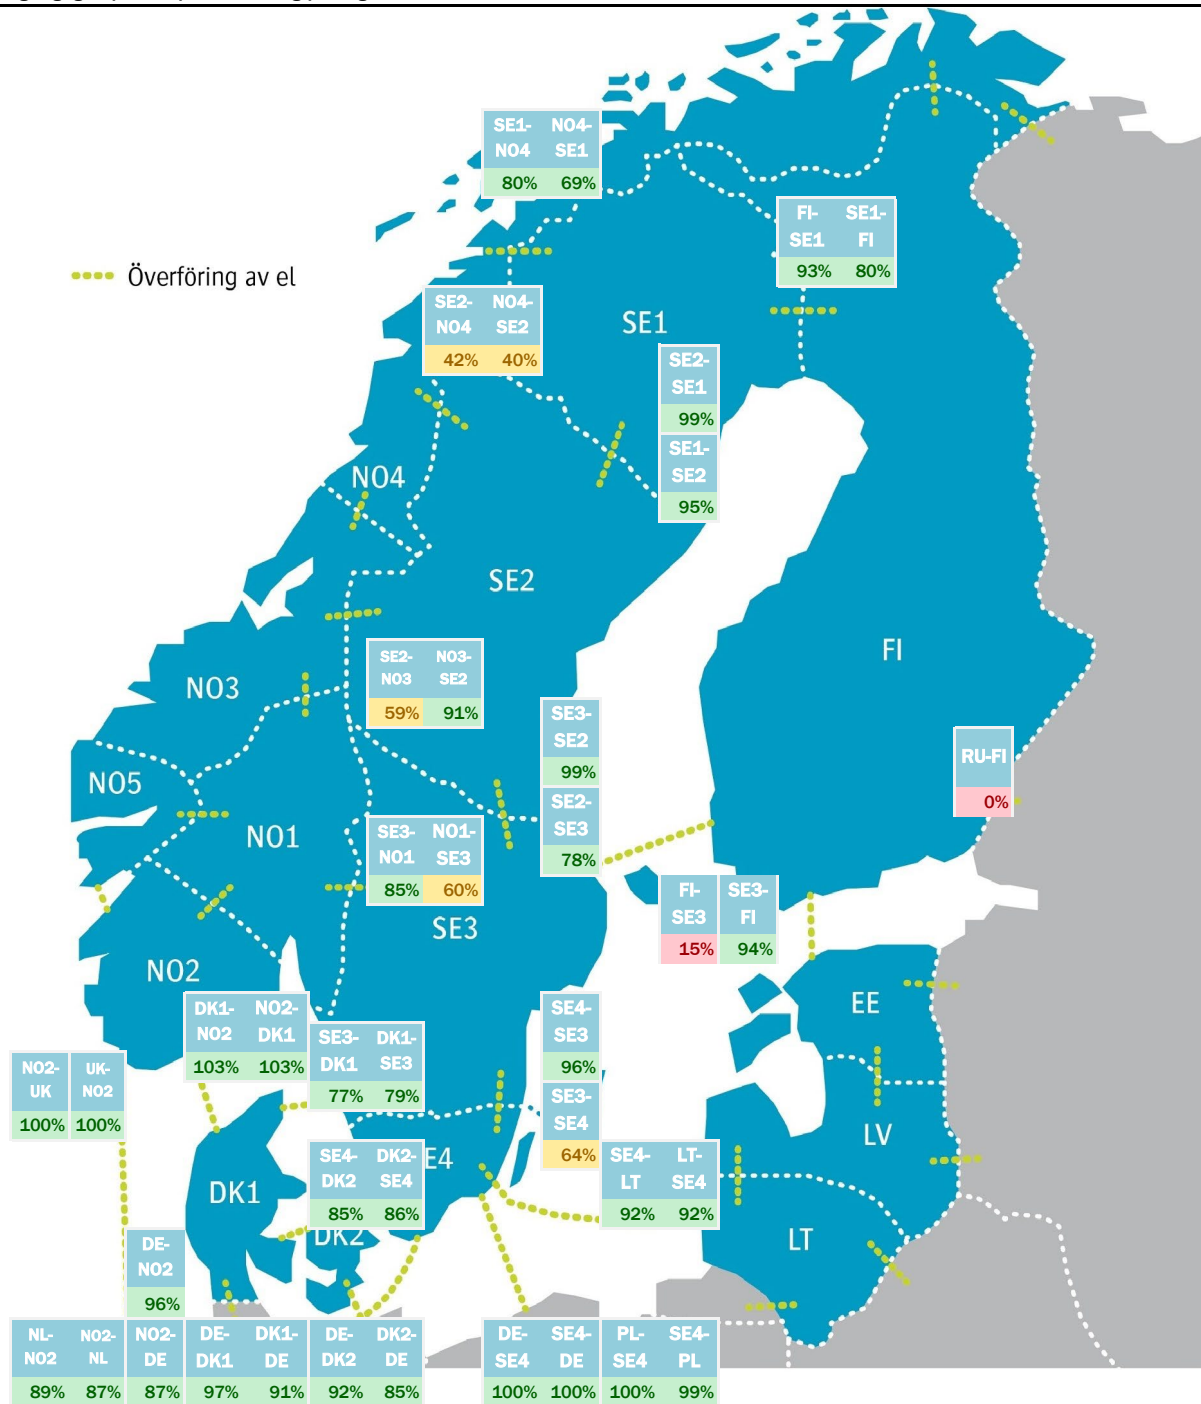 SE1- NO4-
NO4 SE1
80% 69%
FI- SE1-
SE1 FI
93% 80%
Överföring av el
SE2- NO4-
NO4 SE2
42% 40%
SE1
SE2-
SE1
99%
SE1-
SE2
95%
NO4
SE2
FI
SE2- NO3-
NO3 SE2
59% 91%
NO3
SE3-
SE2
99%
SE2-
SE3
78%
RU-FI
0%
NO5
NO1
SE3- NO1-
NO1 SE3
85% 60%
SE3
FI- SE3-
SE3 FI
15% 94%
NO2
EE
DK1- NO2-
NO2 DK1
103% 103%
SE3- DK1-
DK1 SE3
77% 79%
SE4-
SE3
96%
SE3-
SE4
64%
NO2- UK-
UK NO2
100% 100%
LV
SE4- DK2-
DK2 SE4
85% 86%
E4
SE4- LT-
LT SE4
92% 92%
DK1
DK2
LT
DE-
NO2
96%
NL- NO2- NO2- DE- DK1- DE- DK2-
NO2 NL DE DK1 DE DK2 DE
89% 87% 87% 97% 91% 92% 85%
DE- SE4- PL- SE4-
SE4 DE SE4 PL
100% 100% 100% 99%